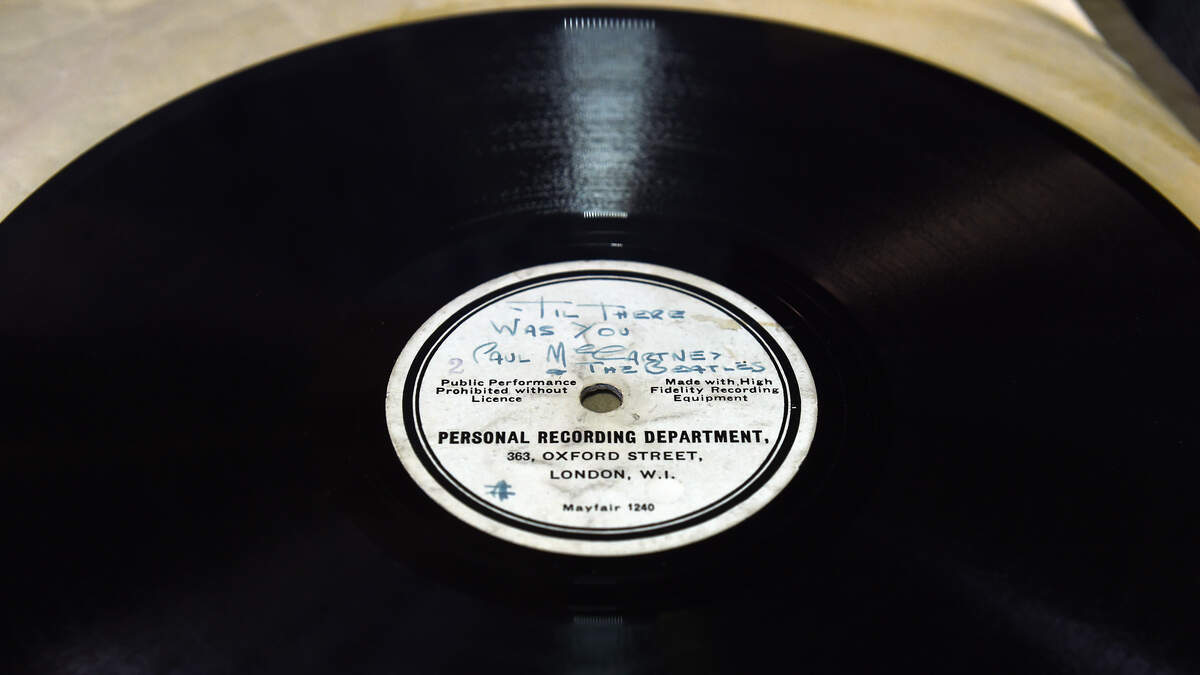 'TIL THERE
WAS YOU
PAUL McCARTNEY
& THE BEATLES
2
Public Performance
Prohibited without
Licence
Made with High
Fidelity Recording
Equipment
PERSONAL RECORDING DEPARTMENT,
363, OXFORD STREET,
LONDON, W.I.
Mayfair 1240